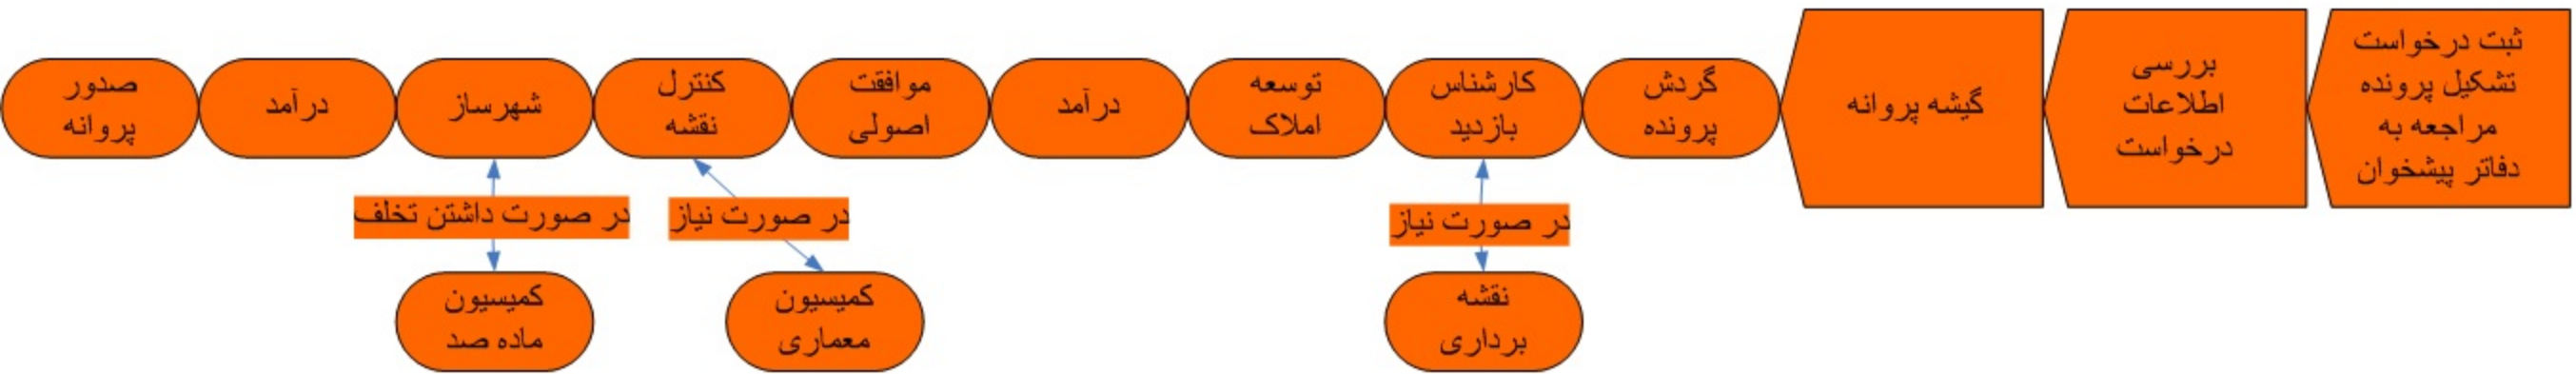 ثبت درخواست
تشکیل پرونده
مراجعه به
دفاتر پیشخوان
بررسی
اطلاعات
درخواست
گیشه پروانه
گردش
پرونده
کارشناس
بازدید
توسعه
املاک
درآمد
موافقت
اصولی
کنترل
نقشه
شهرساز
درآمد
صدور
پروانه
در صورت نیاز
در صورت نیاز
در صورت داشتن تخلف
نقشه
برداری
کمیسیون
معماری
کمیسیون
ماده صد